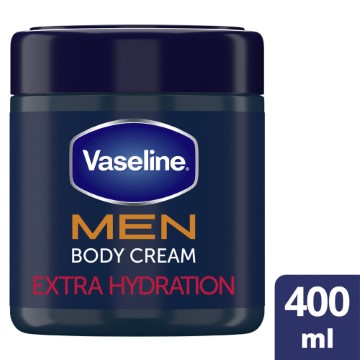 Vaseline®
MEN
BODY CREAM
EXTRA HYDRATION
400
ml